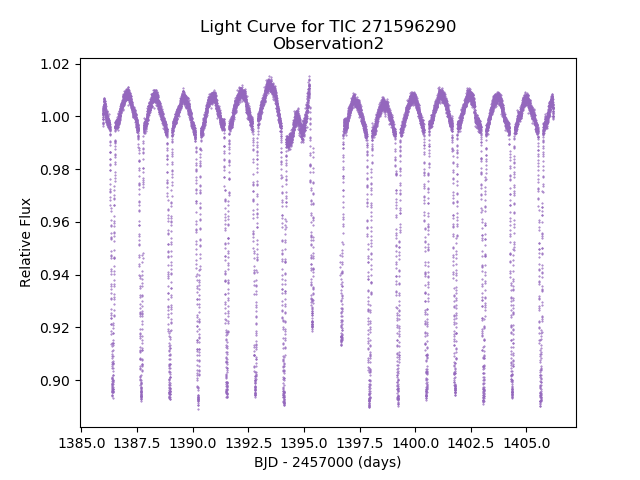 Light Curve for TIC 271596290
Observation2
1.02
1.00
0.98
0.96
0.94
0.92
0.90
Relative Flux
1385.0 1387.5 1390.0 1392.5 1395.0 1397.5 1400.0 1402.5 1405.0
BJD - 2457000 (days)